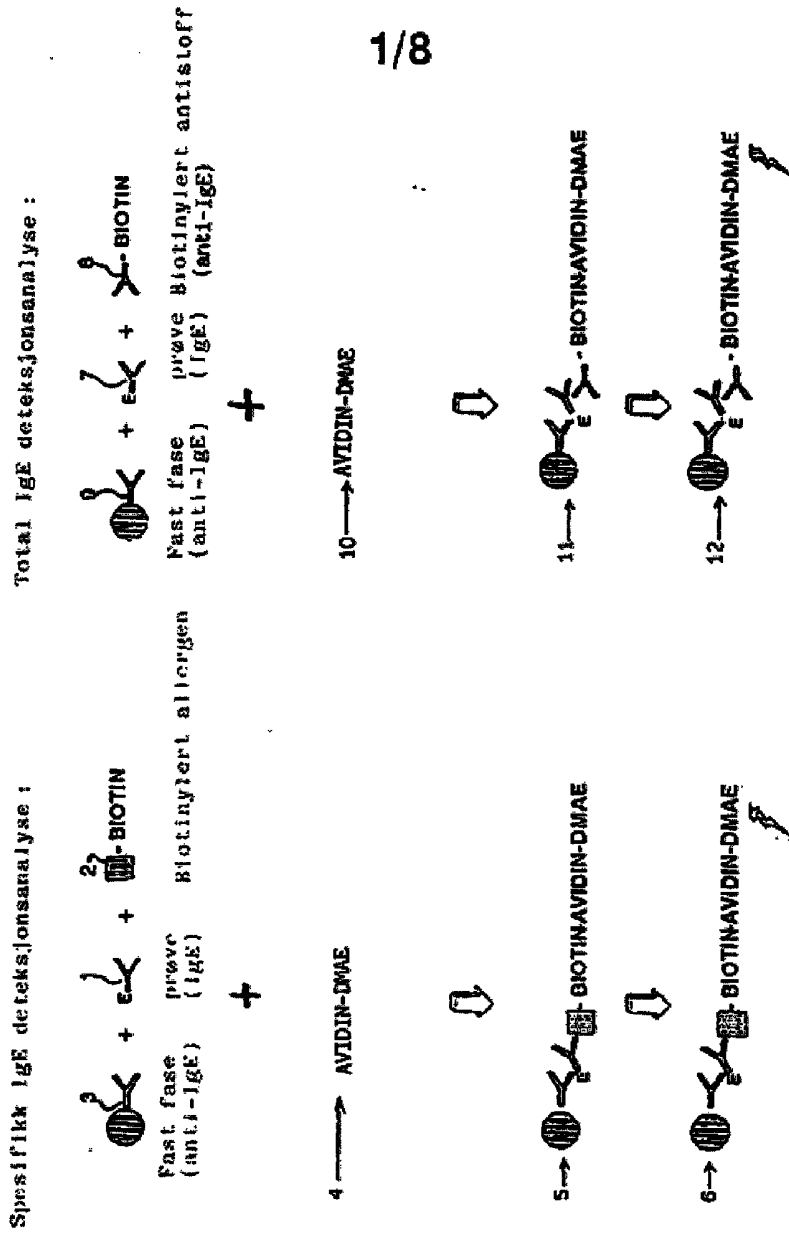 1/8
Spesifikk IgE deteksjonsanalyse :
3 + E 1 + 2 - BIOTIN
Fast fase prøve Biotinylert allergen
(anti-IgE) (IgE)
+
4 → AVIDIN-DMAE
5 → E - BIOTIN-AVIDIN-DMAE
6 → E - BIOTIN-AVIDIN-DMAE
Total IgE deteksjonsanalyse :
9 + E 7 + 8 - BIOTIN
Fast fase prøve Biotinylert antistoff
(anti-IgE) (IgE) (anti-IgE)
+
10 → AVIDIN-DMAE
11 → E - BIOTIN-AVIDIN-DMAE
12 → E - BIOTIN-AVIDIN-DMAE